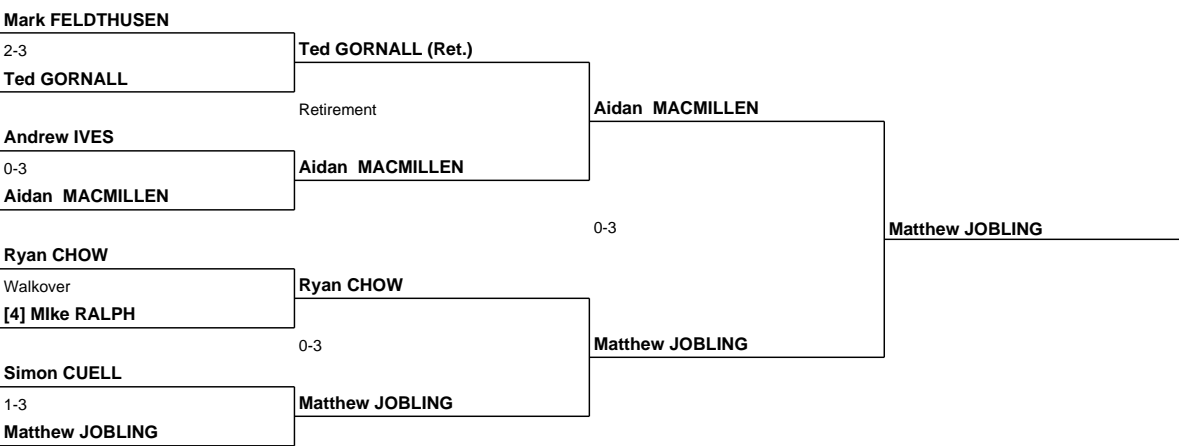 Mark FELDTHUSEN
2-3
Ted GORNALL (Ret.)
Ted GORNALL
Retirement
Aidan  MACMILLEN
Andrew IVES
0-3
Aidan  MACMILLEN
Aidan  MACMILLEN
0-3
Matthew JOBLING
Ryan CHOW
Walkover
Ryan CHOW
[4] MIke RALPH
0-3
Matthew JOBLING
Simon CUELL
1-3
Matthew JOBLING
Matthew JOBLING